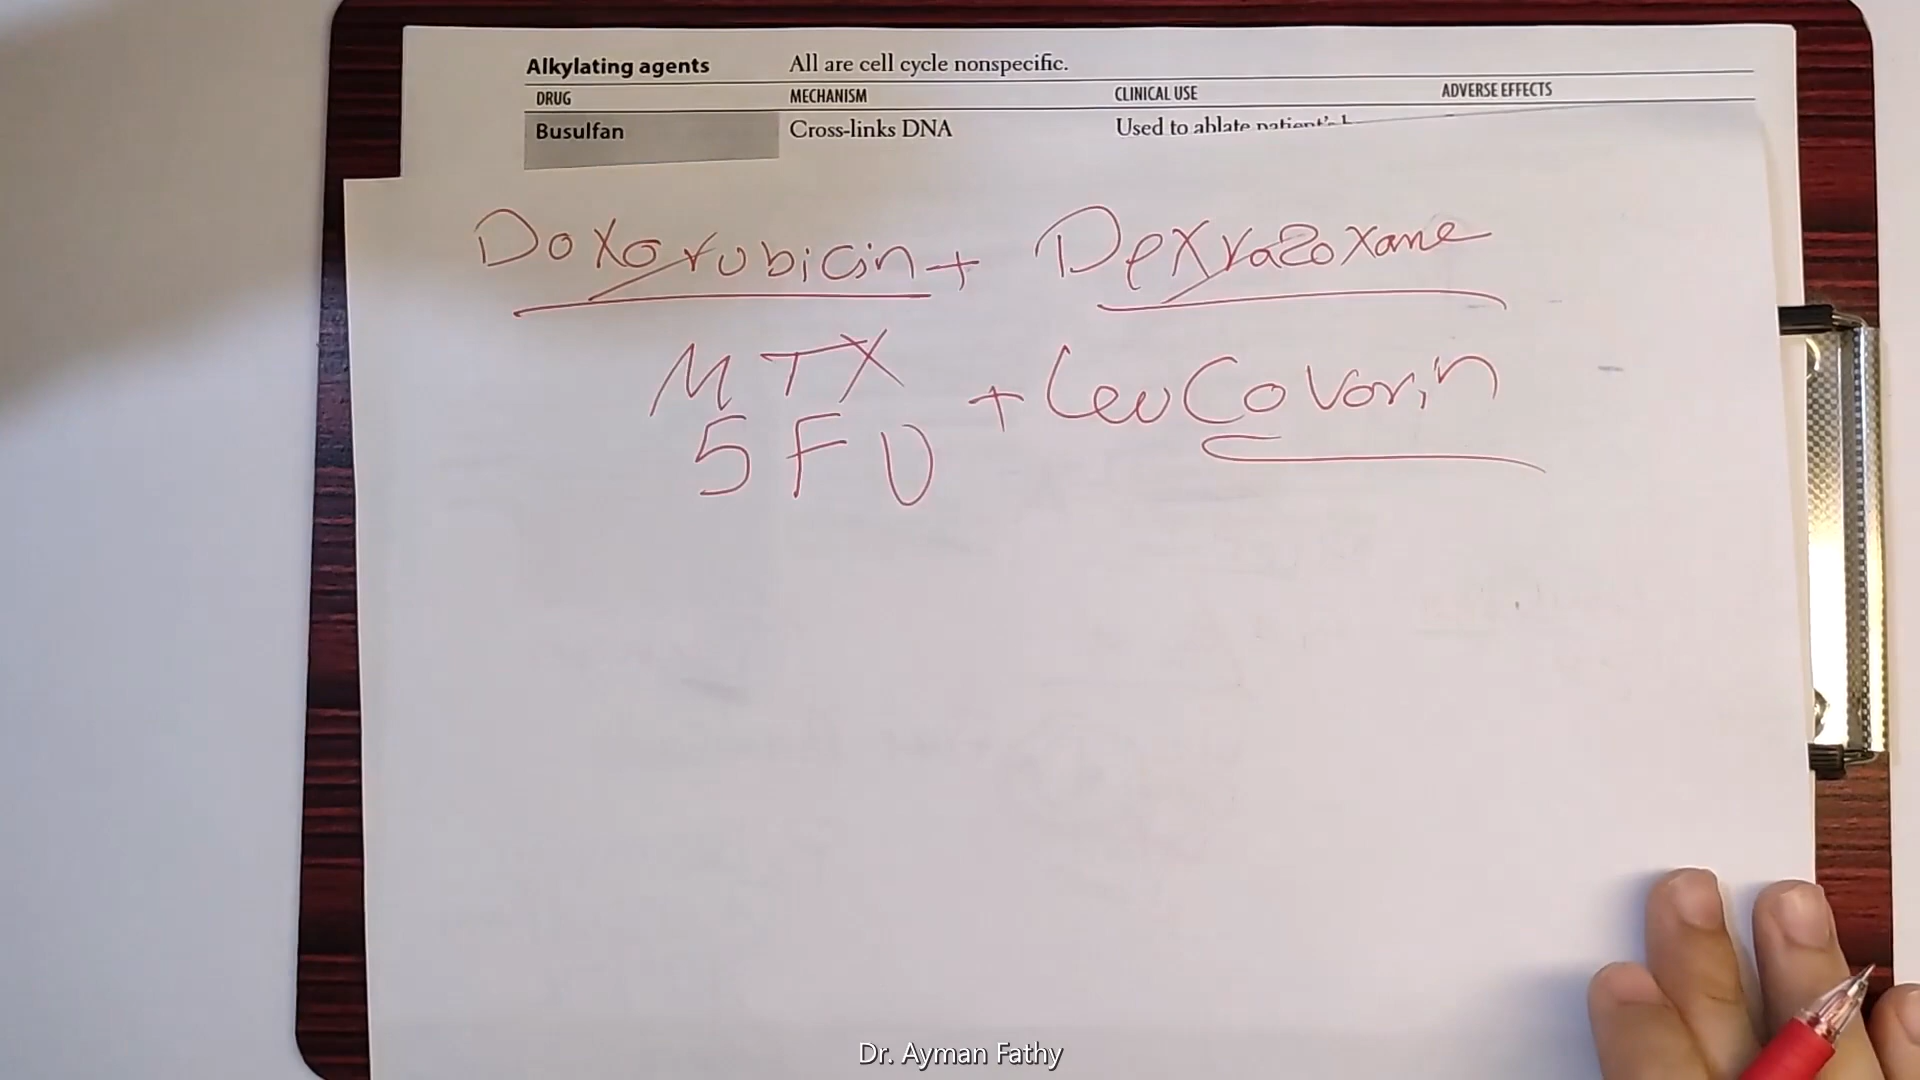 Alkylating agents All are cell cycle nonspecific.
DRUG MECHANISM CLINICAL USE ADVERSE EFFECTS
Busulfan Cross-links DNA Used to ablate patient's
Doxorubicin + Dexrazoxane
MTX
+ Leucovorin
5FU
Dr. Ayman Fathy